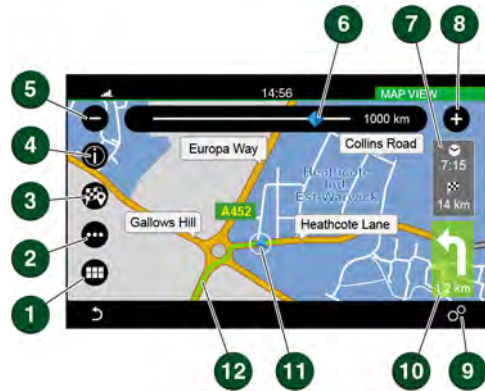 6
7
8
5
14:56
MAP VIEW
1000 km
4
Europa Way
Collins Road
7:15
3
Heathcote
Ind
Est-Warwick
14 km
A452
Gallows Hill
Heathcote Lane
2
1.2 km
1
12
11
10
9